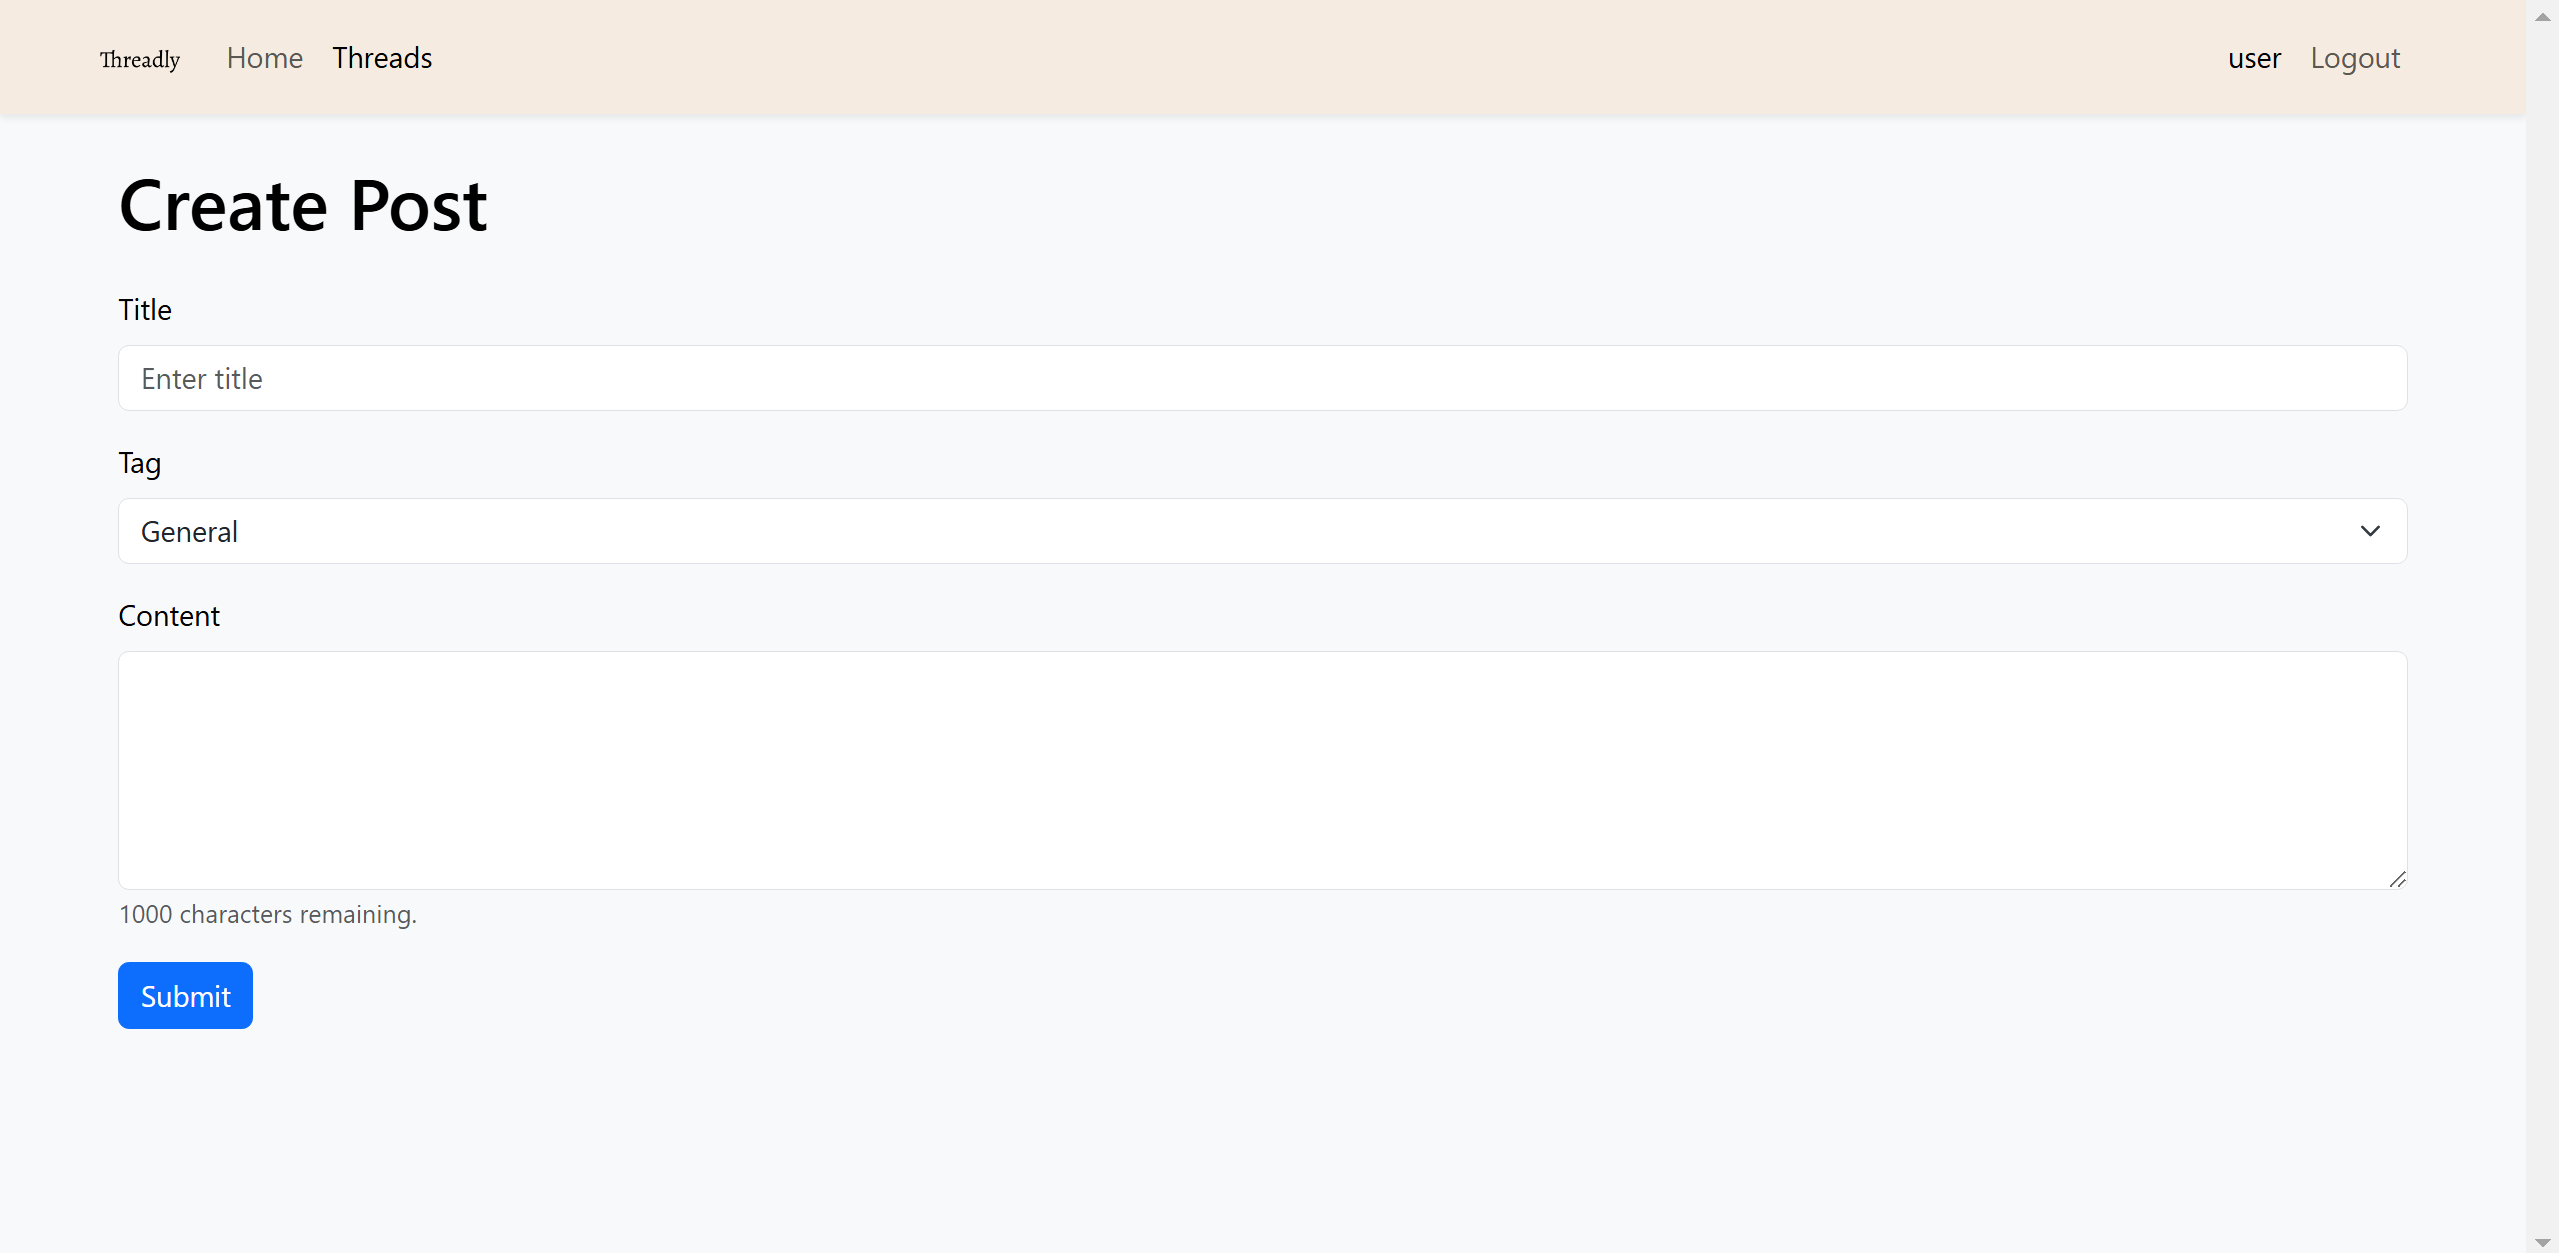 Threadly Home Threads user Logout
Create Post
Title
Enter title
Tag
General
Content
1000 characters remaining.
Submit